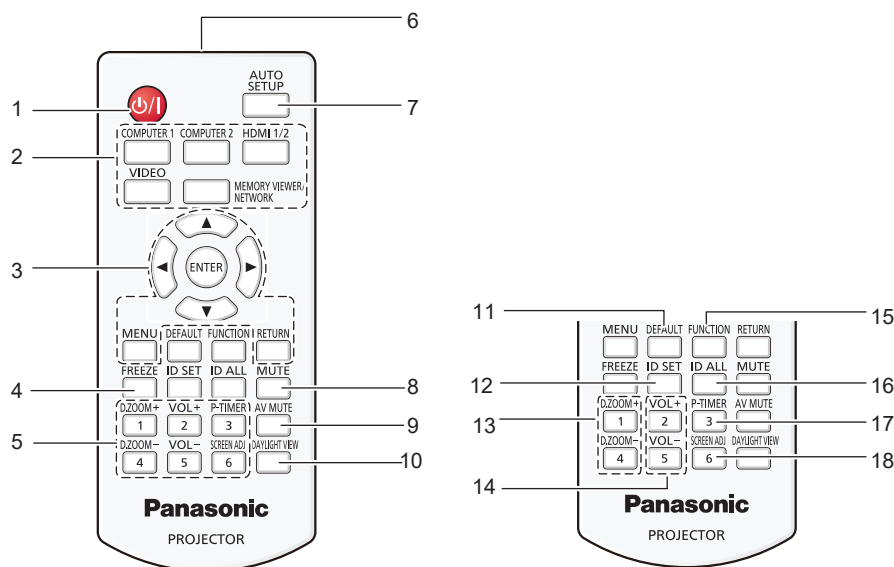 6
AUTO
SETUP
1
7
COMPUTER 1 COMPUTER 2 HDMI 1/2
2
VIDEO
MEMORY VIEWER/
NETWORK
3
ENTER
MENU DEFAULT FUNCTION RETURN
FREEZE ID SET ID ALL MUTE
4
8
D.ZOOM+ VOL+ P-TIMER AV MUTE
1 2 3
9
5
D.ZOOM− VOL− SCREEN ADJ DAYLIGHT VIEW
4 5 6
10
Panasonic
PROJECTOR
11
15
MENU DEFAULT FUNCTION RETURN
FREEZE ID SET ID ALL MUTE
12
16
D.ZOOM+ VOL+ P-TIMER AV MUTE
13
1 2 3
17
D.ZOOM− VOL− SCREEN ADJ DAYLIGHT VIEW
4 5 6
18
14
Panasonic
PROJECTOR